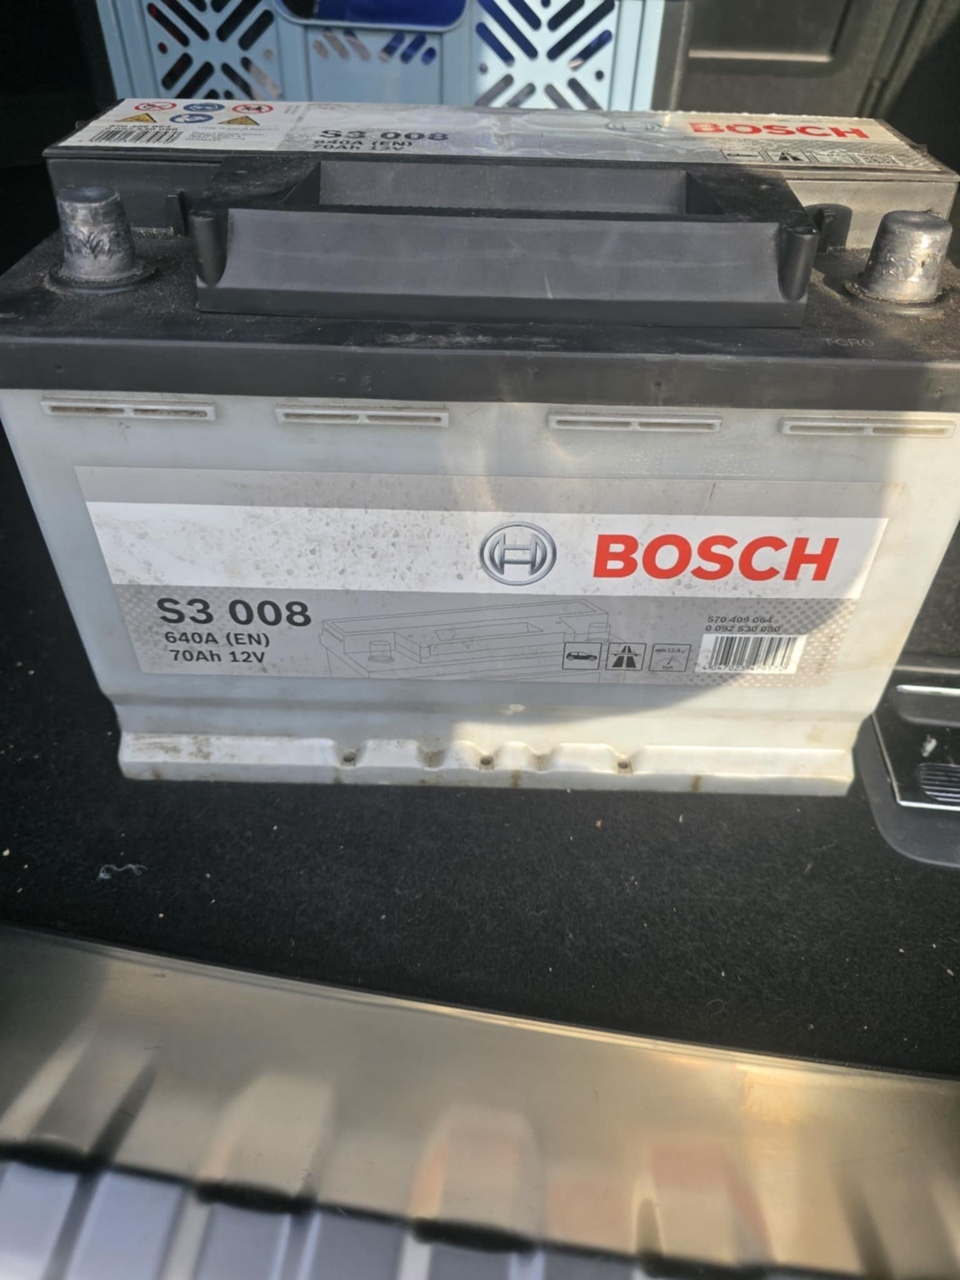 S3 008
640A (EN)
70Ah 12V
BOSCH
TCRG
BOSCH
S3 008
640A (EN)
70Ah 12V
570 409 064
0 092 S30 080